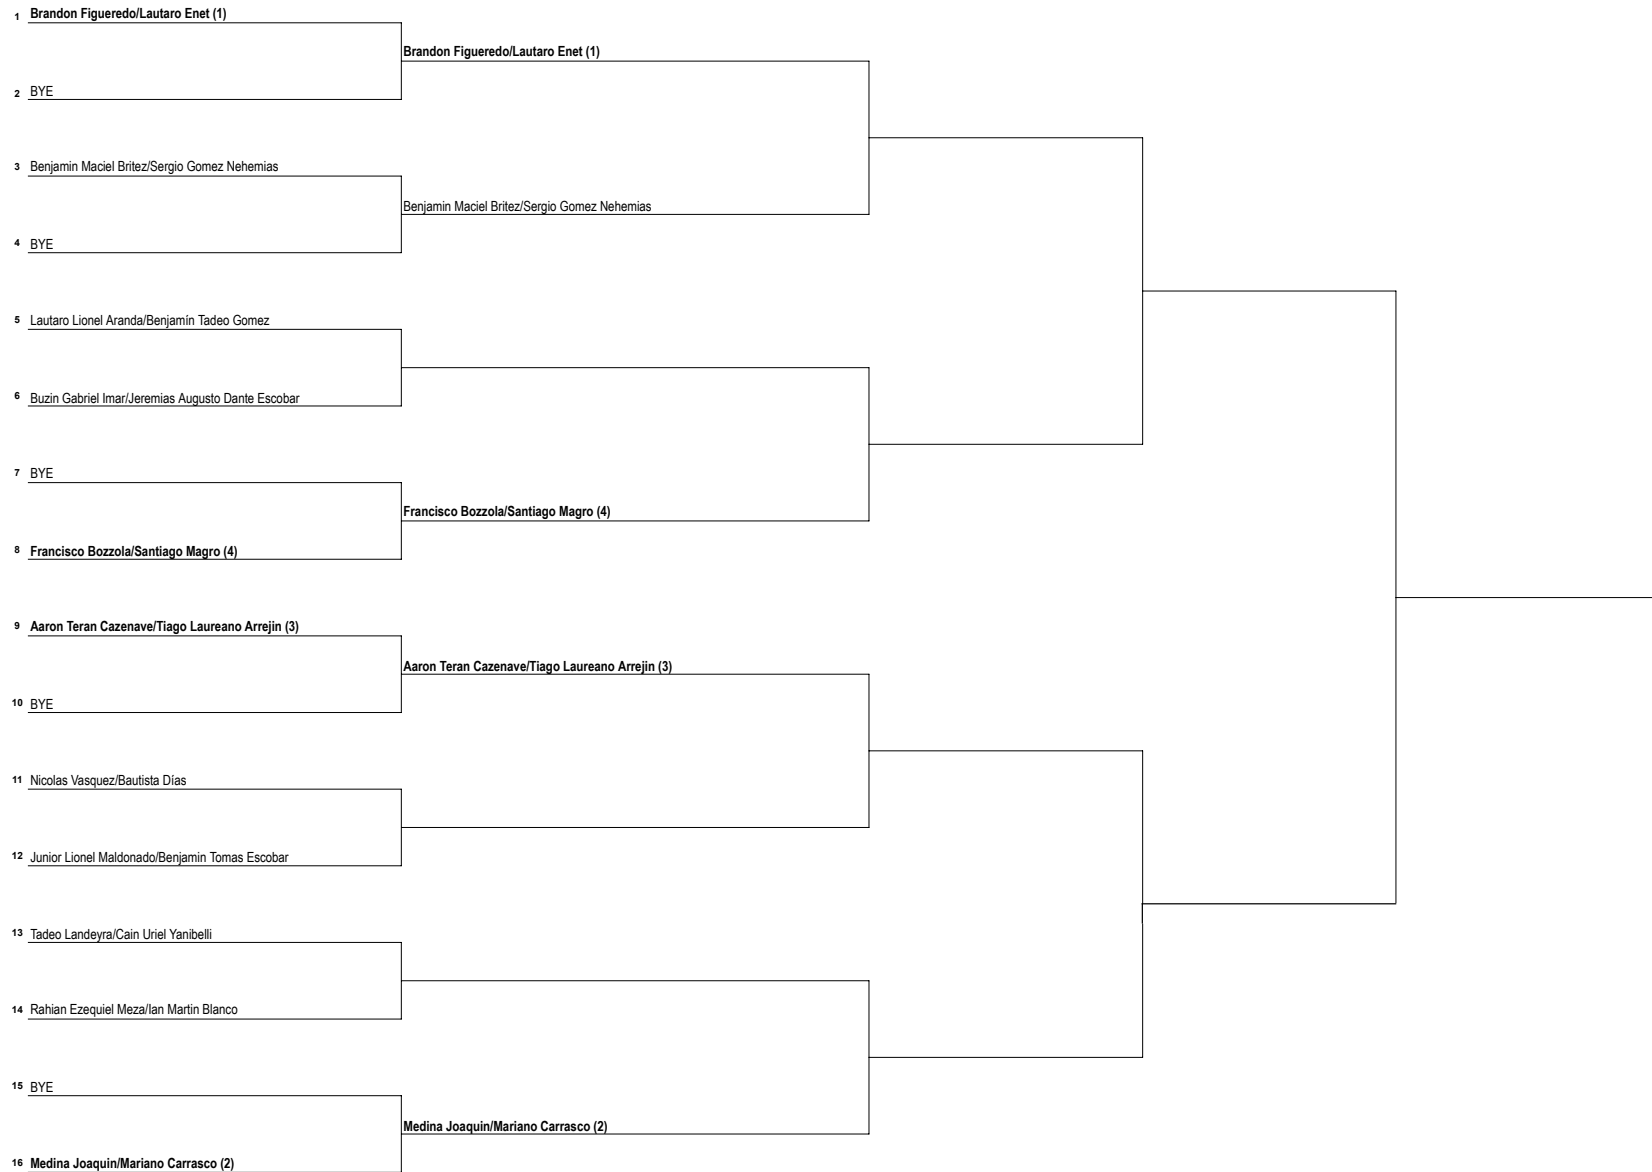 1 Brandon Figueredo/Lautaro Enet (1)
Brandon Figueredo/Lautaro Enet (1)
2 BYE
3 Benjamin Maciel Britez/Sergio Gomez Nehemias
Benjamin Maciel Britez/Sergio Gomez Nehemias
4 BYE
5 Lautaro Lionel Aranda/Benjamín Tadeo Gomez
6 Buzin Gabriel Imar/Jeremias Augusto Dante Escobar
7 BYE
Francisco Bozzola/Santiago Magro (4)
8 Francisco Bozzola/Santiago Magro (4)
9 Aaron Teran Cazenave/Tiago Laureano Arrejin (3)
Aaron Teran Cazenave/Tiago Laureano Arrejin (3)
10 BYE
11 Nicolas Vasquez/Bautista Días
12 Junior Lionel Maldonado/Benjamin Tomas Escobar
13 Tadeo Landeyra/Cain Uriel Yanibelli
14 Rahian Ezequiel Meza/Ian Martin Blanco
15 BYE
Medina Joaquin/Mariano Carrasco (2)
16 Medina Joaquin/Mariano Carrasco (2)